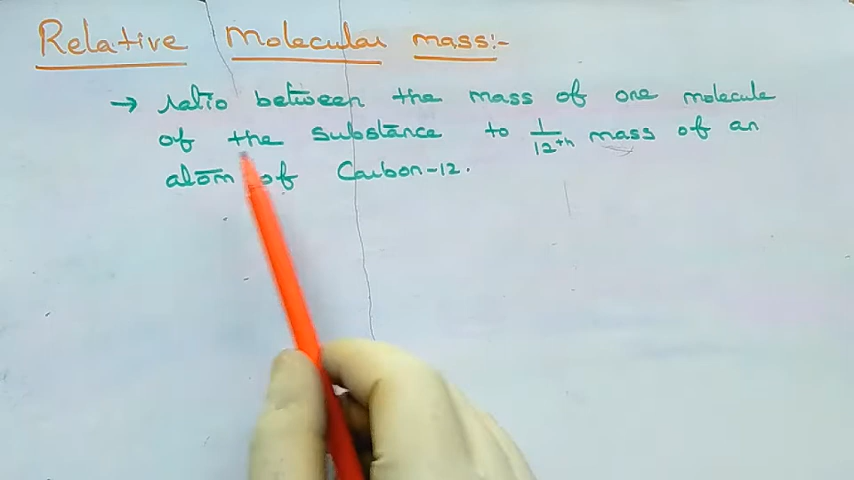 Relative Molecular mass:-
→ ratio between the mass of one molecule
of the substance to 1/12th mass of an
atom of Carbon-12.